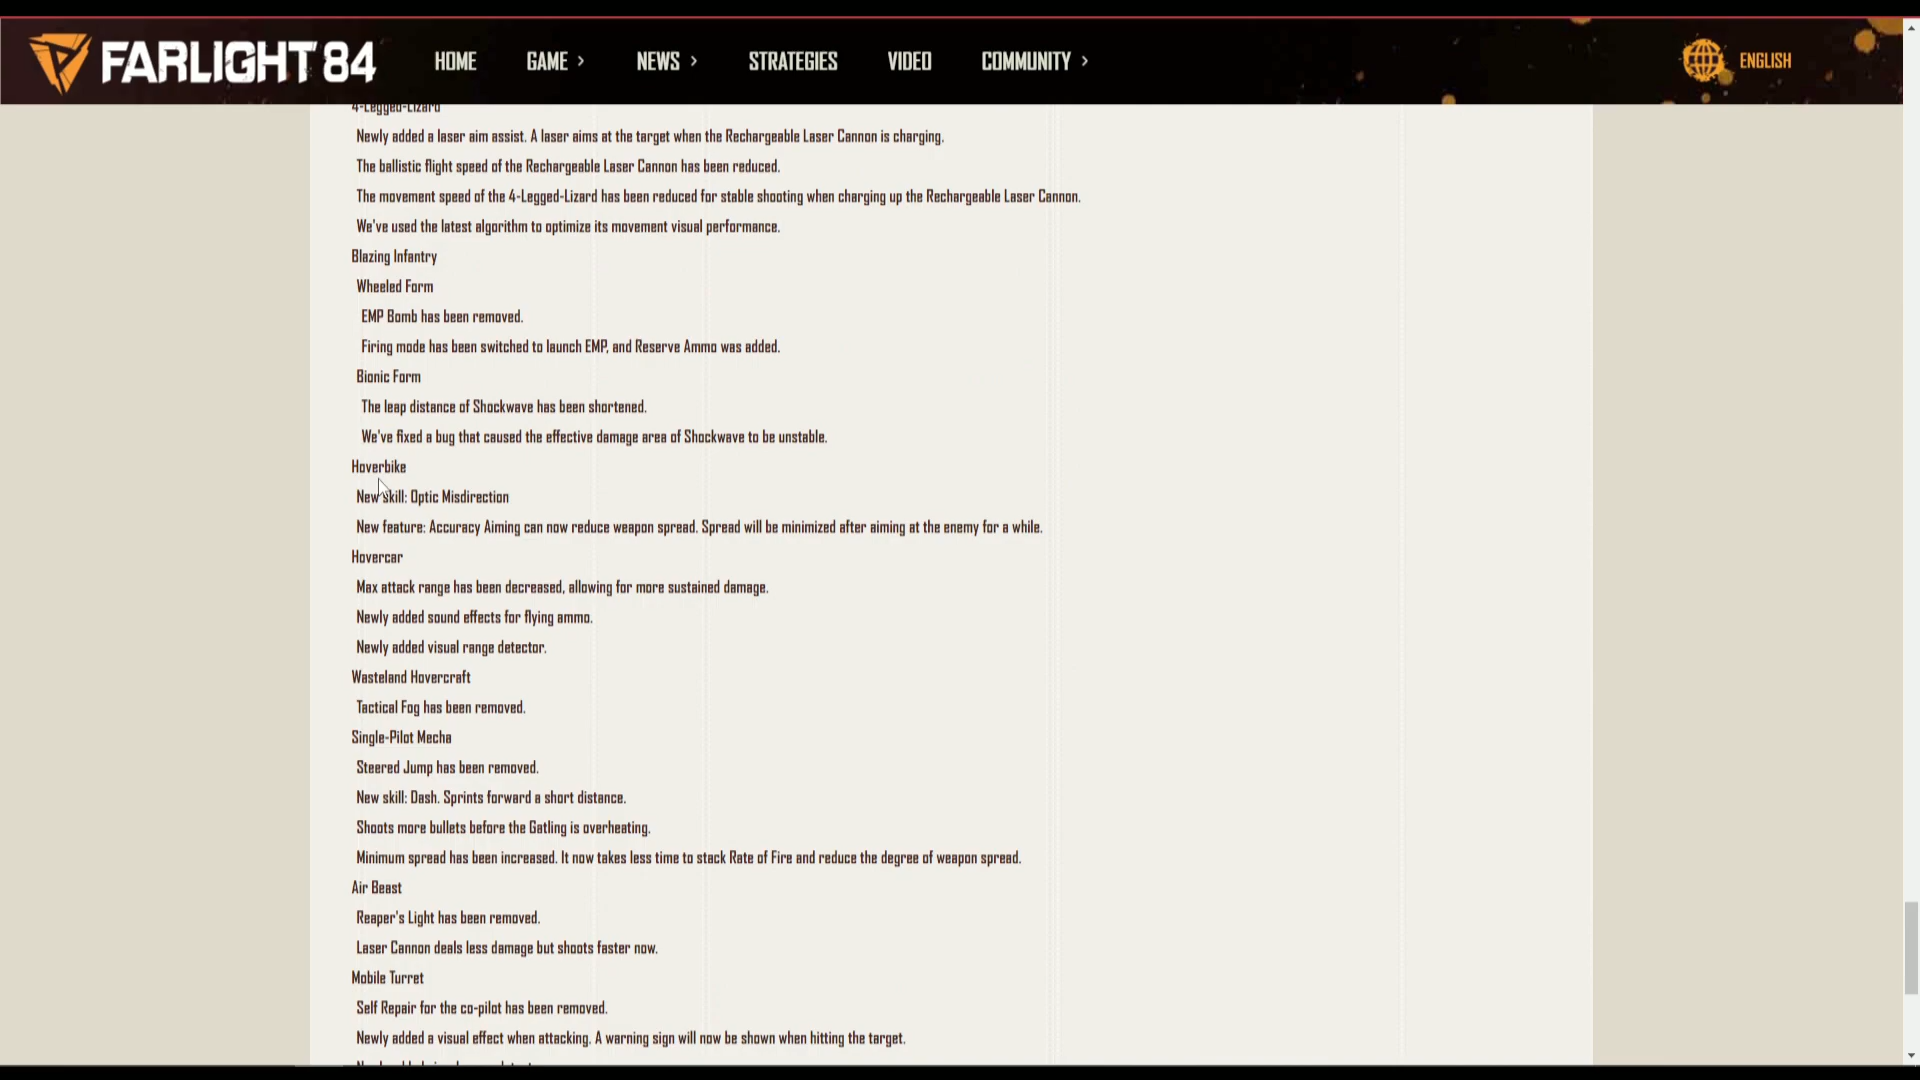 FARLIGHT 84
HOME
GAME >
NEWS >
STRATEGIES
VIDEO
COMMUNITY >
ENGLISH
4-Legged-Lizard
Newly added a laser aim assist. A laser aims at the target when the Rechargeable Laser Cannon is charging.
The ballistic flight speed of the Rechargeable Laser Cannon has been reduced.
The movement speed of the 4-Legged-Lizard has been reduced for stable shooting when charging up the Rechargeable Laser Cannon.
We've used the latest algorithm to optimize its movement visual performance.
Blazing Infantry
Wheeled Form
EMP Bomb has been removed.
Firing mode has been switched to launch EMP, and Reserve Ammo was added.
Bionic Form
The leap distance of Shockwave has been shortened.
We've fixed a bug that caused the effective damage area of Shockwave to be unstable.
Hoverbike
New skill: Optic Misdirection
New feature: Accuracy Aiming can now reduce weapon spread. Spread will be minimized after aiming at the enemy for a while.
Hovercar
Max attack range has been decreased, allowing for more sustained damage.
Newly added sound effects for flying ammo.
Newly added visual range detector.
Wasteland Hovercraft
Tactical Fog has been removed.
Single-Pilot Mecha
Steered Jump has been removed.
New skill: Dash. Sprints forward a short distance.
Shoots more bullets before the Gatling is overheating.
Minimum spread has been increased. It now takes less time to stack Rate of Fire and reduce the degree of weapon spread.
Air Beast
Reaper's Light has been removed.
Laser Cannon deals less damage but shoots faster now.
Mobile Turret
Self Repair for the co-pilot has been removed.
Newly added a visual effect when attacking. A warning sign will now be shown when hitting the target.